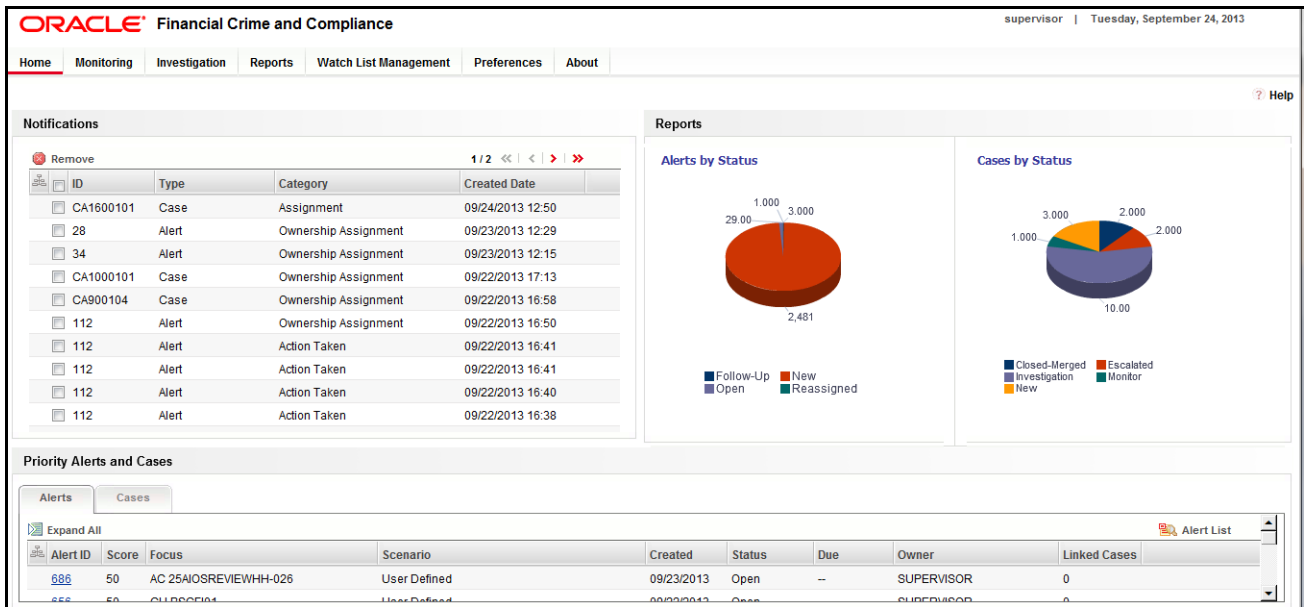 ORACLE® Financial Crime and Compliance
supervisor | Tuesday, September 24, 2013
Home Monitoring Investigation Reports Watch List Management Preferences About
? Help
Notifications
Remove 1 / 2
ID Type Category Created Date
CA1600101 Case Assignment 09/24/2013 12:50
28 Alert Ownership Assignment 09/23/2013 12:29
34 Alert Ownership Assignment 09/23/2013 12:15
CA1000101 Case Ownership Assignment 09/22/2013 17:13
CA900104 Case Ownership Assignment 09/22/2013 16:58
112 Alert Ownership Assignment 09/22/2013 16:50
112 Alert Action Taken 09/22/2013 16:41
112 Alert Action Taken 09/22/2013 16:41
112 Alert Action Taken 09/22/2013 16:40
112 Alert Action Taken 09/22/2013 16:38
Reports
Alerts by Status
1.000
29.00 3.000
2,481
Follow-Up New
Open Reassigned
Cases by Status
3.000 2.000
1.000 2.000
10.00
Closed-Merged Escalated
Investigation Monitor
New
Priority Alerts and Cases
Alerts Cases
Expand All Alert List
Alert ID Score Focus Scenario Created Status Due Owner Linked Cases
686 50 AC 25AIOSREVIEWHH-026 User Defined 09/23/2013 Open -- SUPERVISOR 0